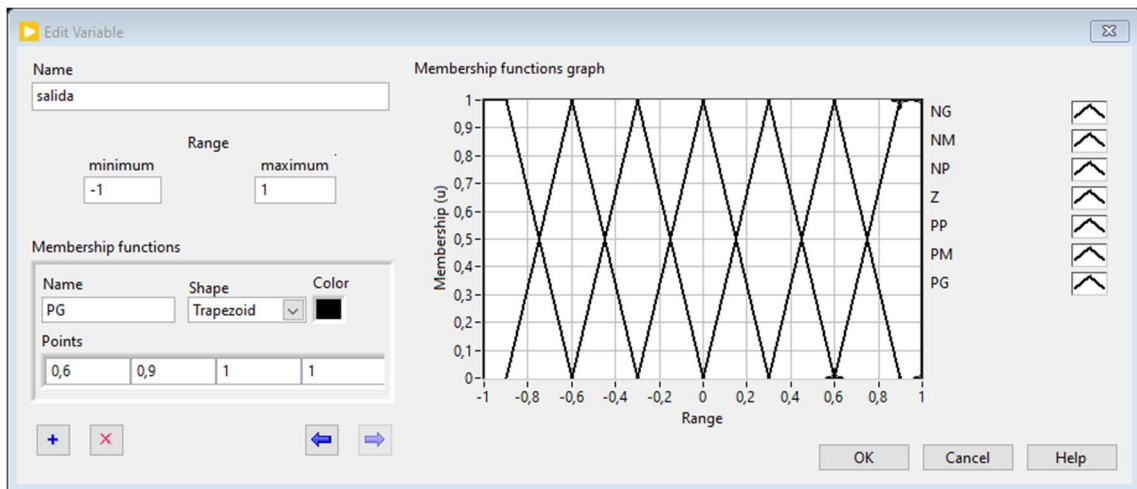 Edit Variable
Name
salida
Range
minimum
maximum
-1
1
Membership functions
Name
Shape
Color
PG
Trapezoid
Points
0,6
0,9
1
1
Membership functions graph
Membership (u)
1
0,9
0,8
0,7
0,6
0,5
0,4
0,3
0,2
0,1
0
-1
-0,8
-0,6
-0,4
-0,2
0
0,2
0,4
0,6
0,8
1
Range
NG
NM
NP
Z
PP
PM
PG
OK
Cancel
Help